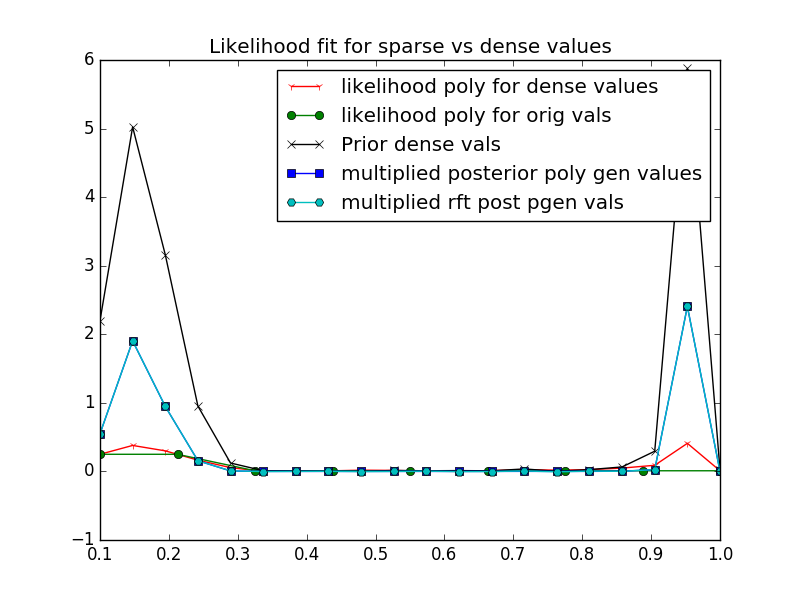 Likelihood fit for sparse vs dense values
likelihood poly for dense values
likelihood poly for orig vals
Prior dense vals
multiplied posterior poly gen values
multiplied rft post pgen vals
6
5
4
3
2
1
0
−1
0.1 0.2 0.3 0.4 0.5 0.6 0.7 0.8 0.9 1.0